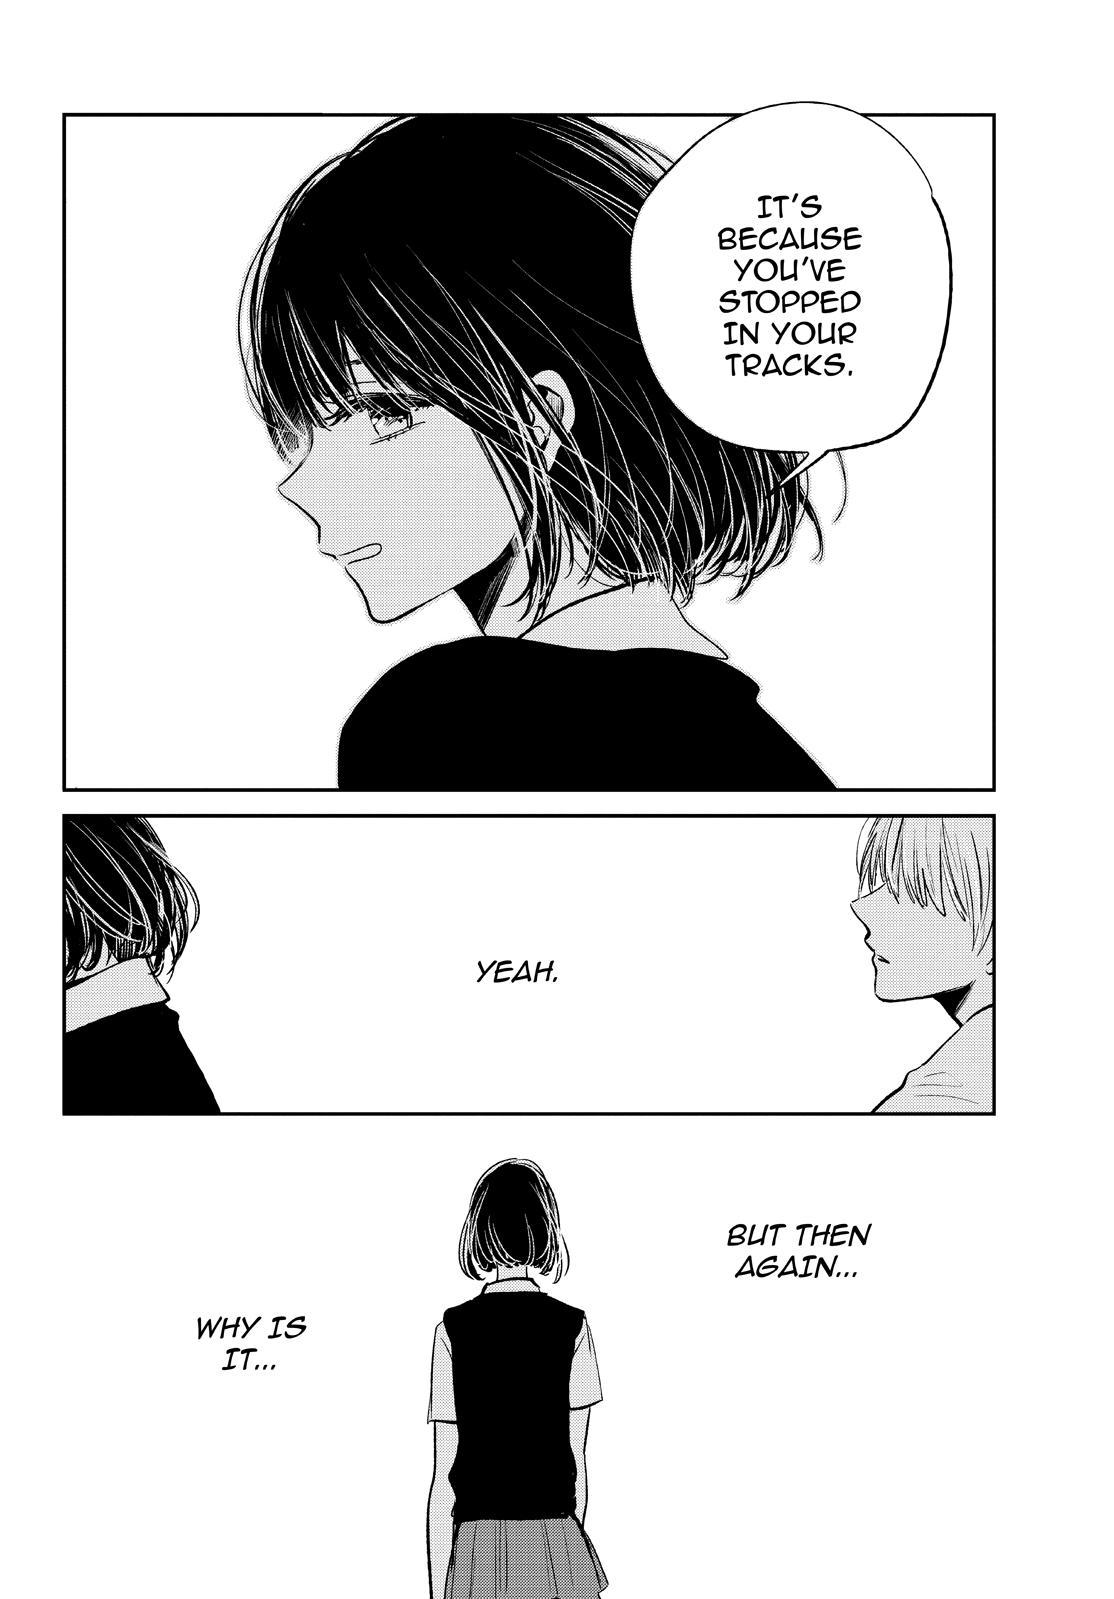 IT'S
BECAUSE
YOU'VE
STOPPED
IN YOUR
TRACKS.
YEAH.
BUT THEN
AGAIN...
WHY IS
IT...